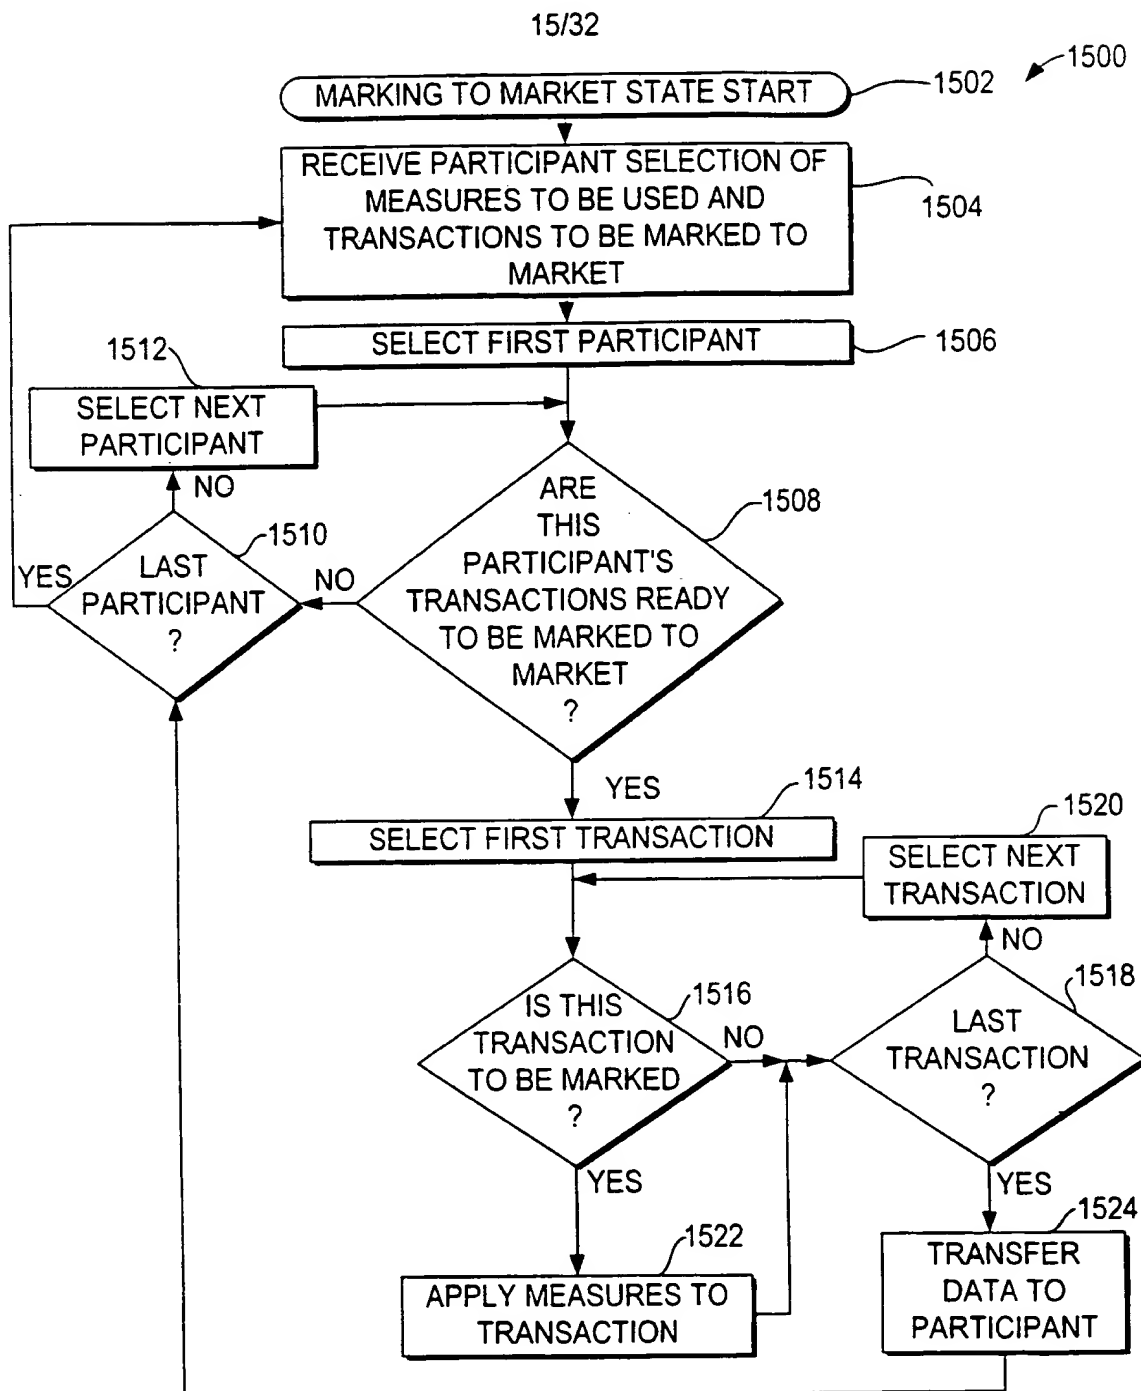 15/32
1500
MARKING TO MARKET STATE START
1502
RECEIVE PARTICIPANT SELECTION OF
MEASURES TO BE USED AND
TRANSACTIONS TO BE MARKED TO
MARKET
1504
SELECT FIRST PARTICIPANT
1506
1512
SELECT NEXT
PARTICIPANT
NO
1510
LAST
PARTICIPANT
?
YES
NO
ARE
THIS
PARTICIPANT'S
TRANSACTIONS READY
TO BE MARKED TO
MARKET
?
1508
YES
1514
SELECT FIRST TRANSACTION
1520
SELECT NEXT
TRANSACTION
NO
IS THIS
TRANSACTION
TO BE MARKED
?
1516
NO
1518
LAST
TRANSACTION
?
YES
YES
1522
APPLY MEASURES TO
TRANSACTION
1524
TRANSFER
DATA TO
PARTICIPANT